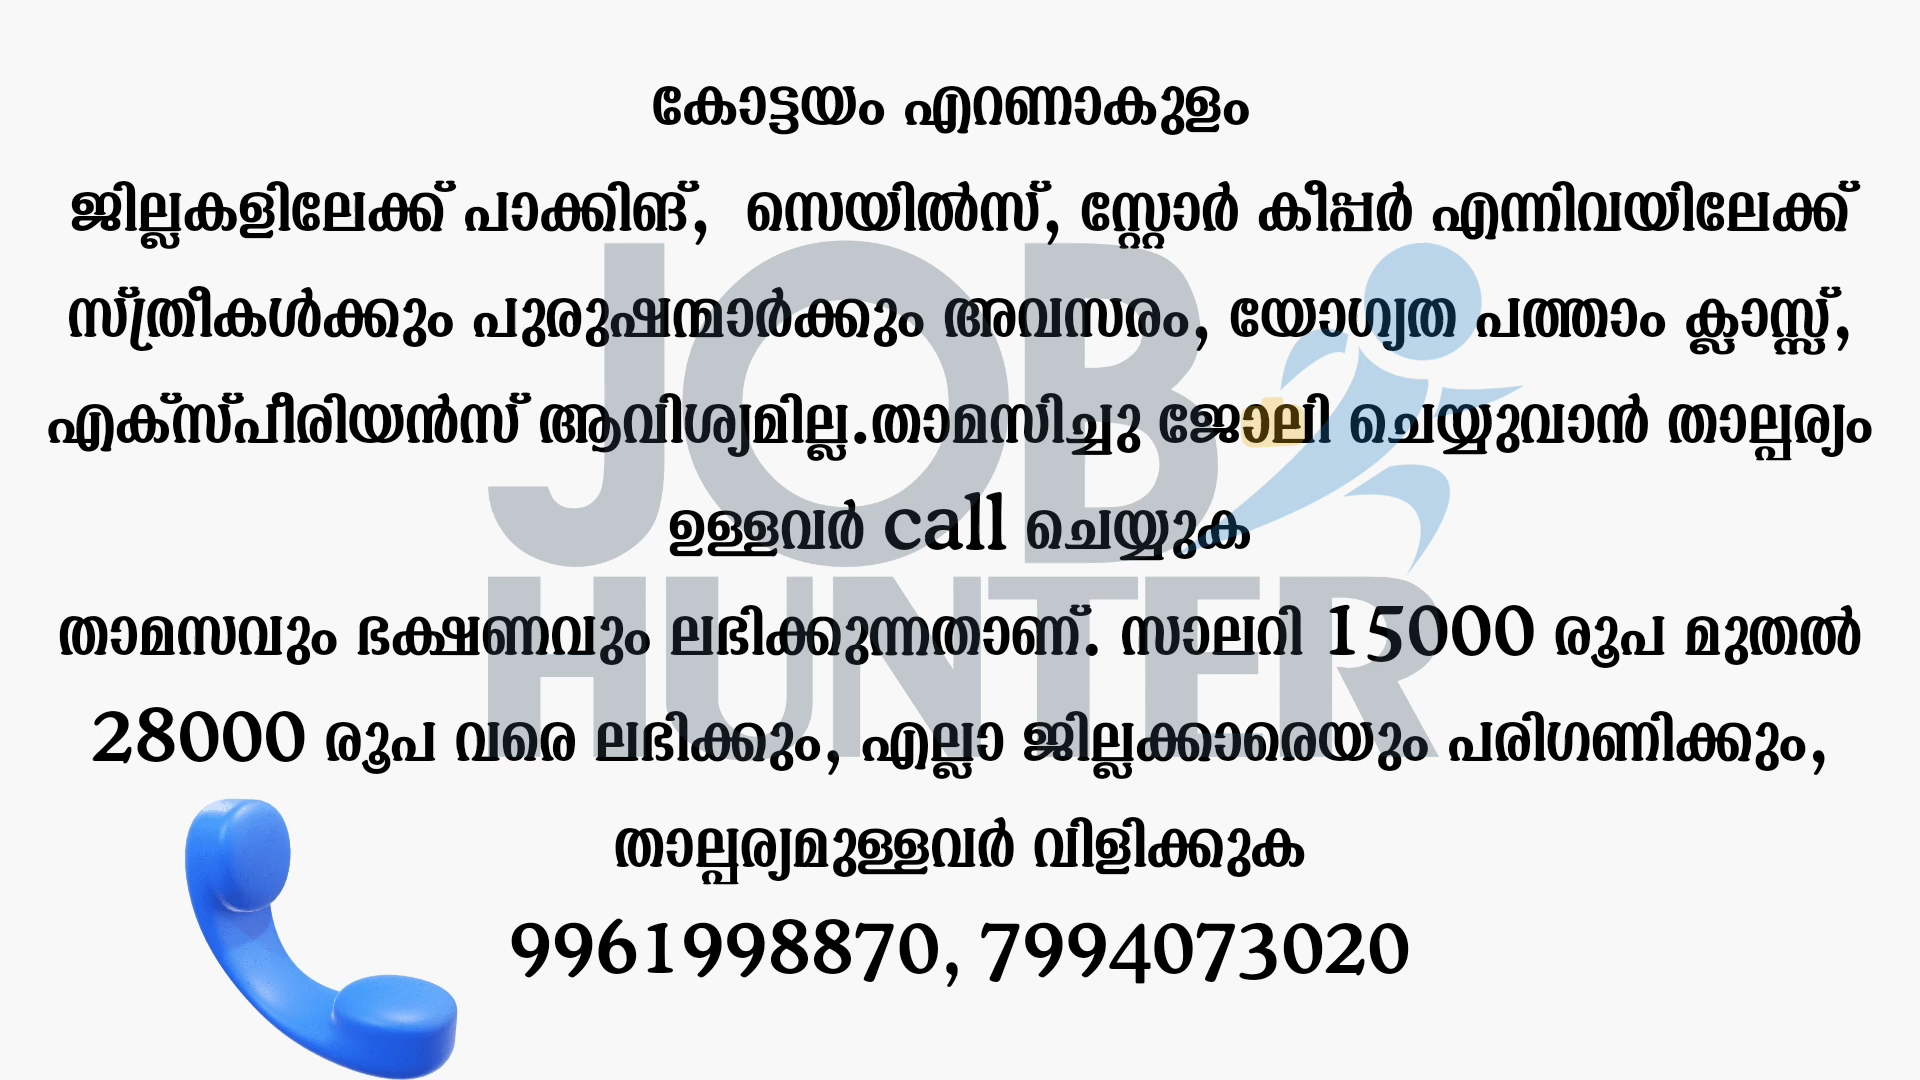 കോട്ടയം എറണാകുളം
ജില്ലകളിലേക്ക് പാക്കിങ്, സെയിൽസ്, സ്റ്റോർ കീപ്പർ എന്നിവയിലേക്ക്
സ്ത്രീകൾക്കും പുരുഷന്മാർക്കും അവസരം, യോഗ്യത പത്താം ക്ലാസ്സ്,
എക്സ്പീരിയൻസ് ആവിശ്യമില്ല.താമസിച്ചു ജോലി ചെയ്യുവാൻ താല്പര്യം
ഉള്ളവർ call ചെയ്യുക
താമസവും ഭക്ഷണവും ലഭിക്കുന്നതാണ്. സാലറി 15000 രൂപ മുതൽ
28000 രൂപ വരെ ലഭിക്കും, എല്ലാ ജില്ലക്കാരെയും പരിഗണിക്കും,
താല്പര്യമുള്ളവർ വിളിക്കുക
9961998870, 7994073020
JOB
HUNTER